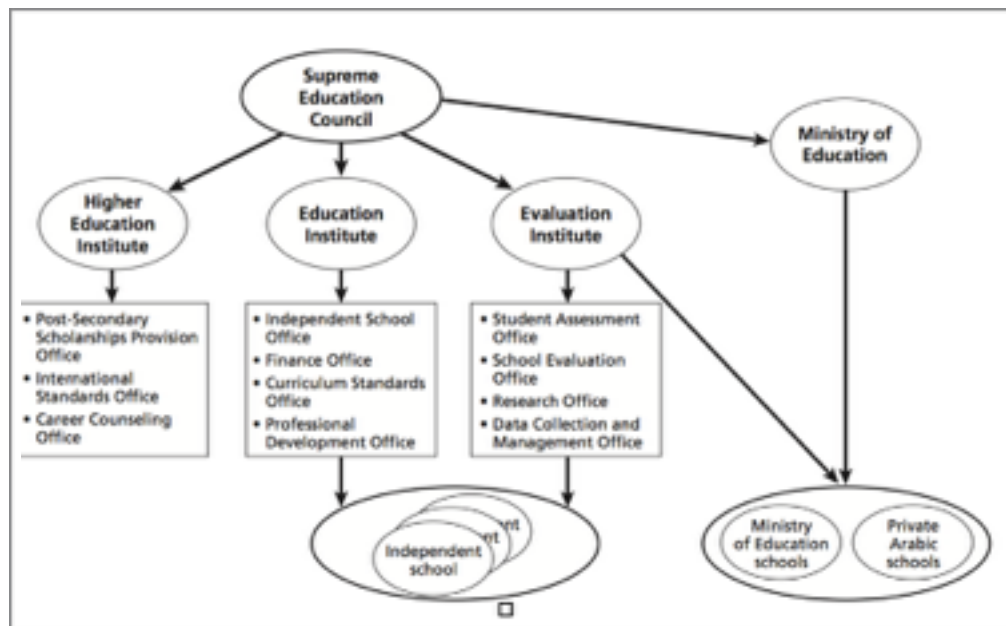 Supreme
Education
Council
Ministry of
Education
Higher
Education
Institute
Education
Institute
Evaluation
Institute
• Post-Secondary
Scholarships Provision
Office
• International
Standards Office
• Career Counseling
Office
• Independent School
Office
• Finance Office
• Curriculum Standards
Office
• Professional
Development Office
• Student Assessment
Office
• School Evaluation
Office
• Research Office
• Data Collection and
Management Office
nt
nt
Independent
school
Ministry
of Education
schools
Private
Arabic
schools